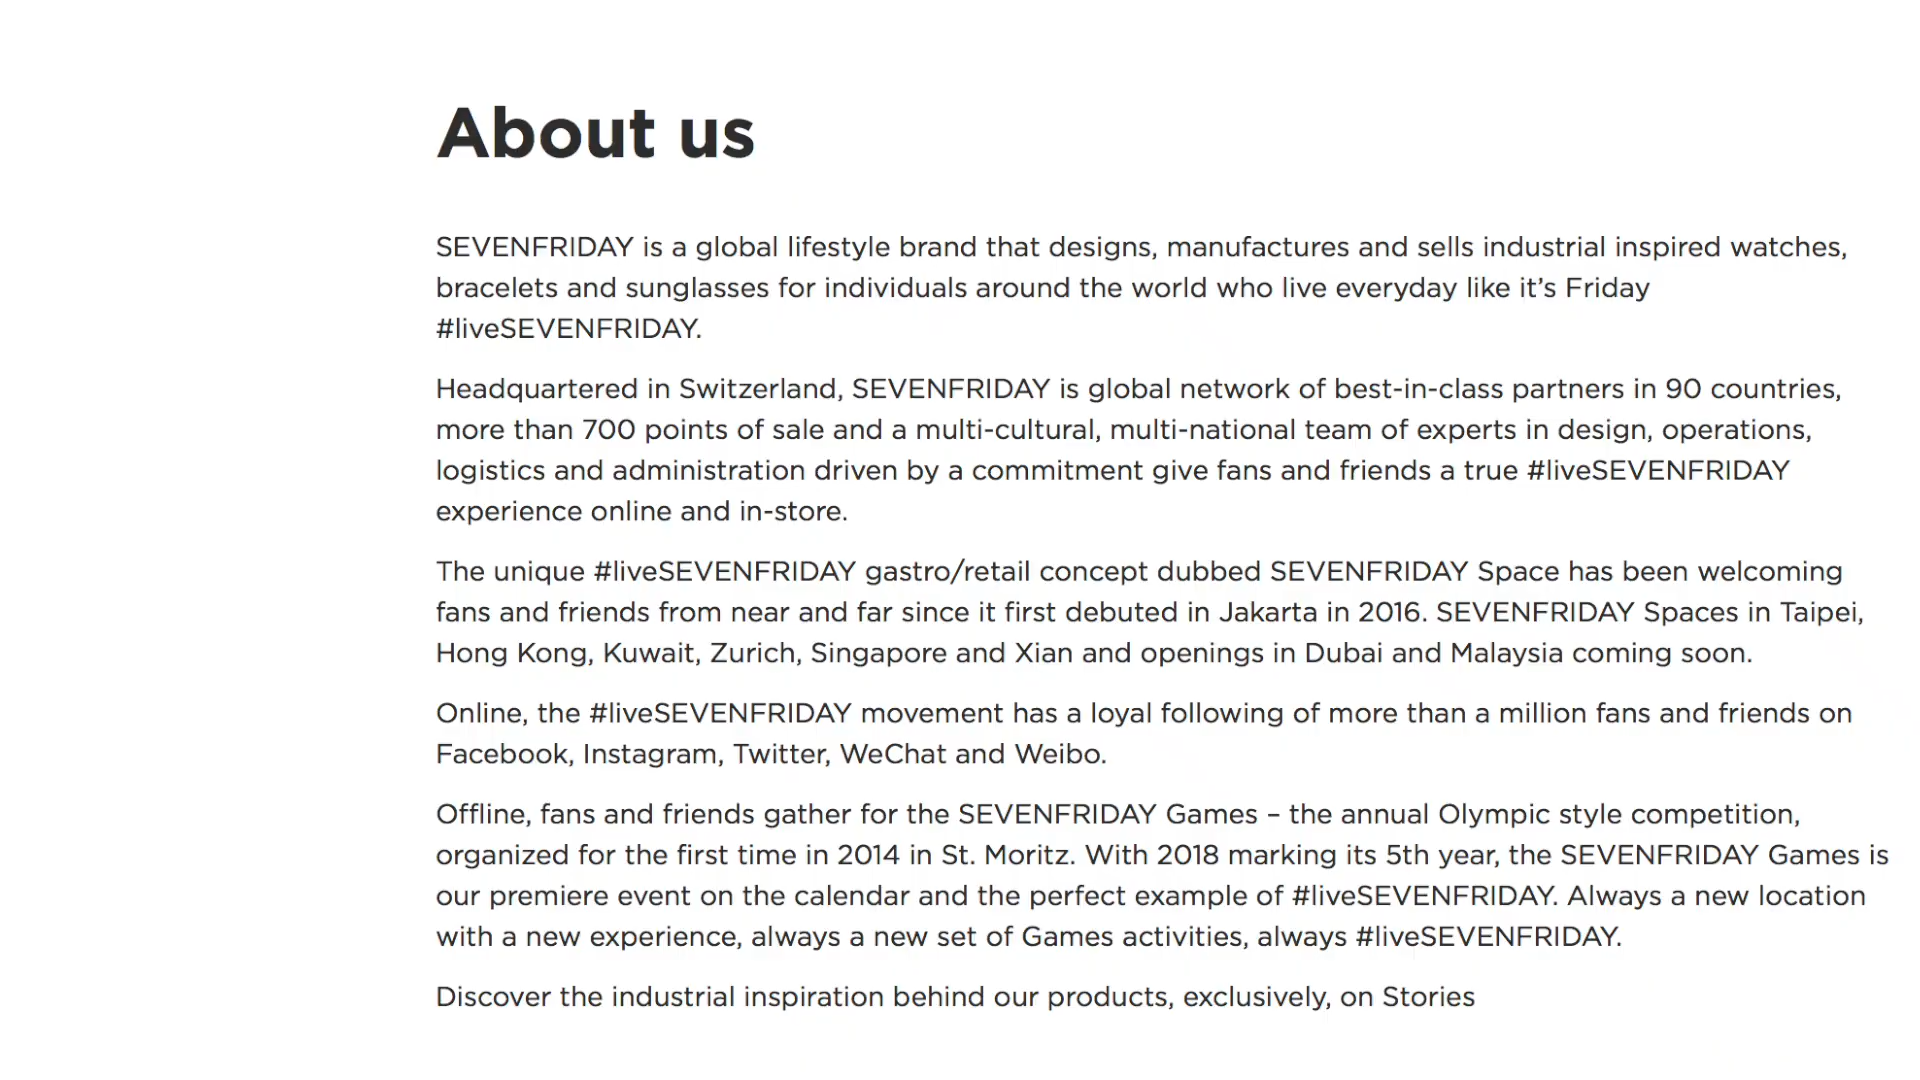 About us
SEVENFRIDAY is a global lifestyle brand that designs, manufactures and sells industrial inspired watches,
bracelets and sunglasses for individuals around the world who live everyday like it’s Friday
#liveSEVENFRIDAY.
Headquartered in Switzerland, SEVENFRIDAY is global network of best-in-class partners in 90 countries,
more than 700 points of sale and a multi-cultural, multi-national team of experts in design, operations,
logistics and administration driven by a commitment give fans and friends a true #liveSEVENFRIDAY
experience online and in-store.
The unique #liveSEVENFRIDAY gastro/retail concept dubbed SEVENFRIDAY Space has been welcoming
fans and friends from near and far since it first debuted in Jakarta in 2016. SEVENFRIDAY Spaces in Taipei,
Hong Kong, Kuwait, Zurich, Singapore and Xian and openings in Dubai and Malaysia coming soon.
Online, the #liveSEVENFRIDAY movement has a loyal following of more than a million fans and friends on
Facebook, Instagram, Twitter, WeChat and Weibo.
Offline, fans and friends gather for the SEVENFRIDAY Games – the annual Olympic style competition,
organized for the first time in 2014 in St. Moritz. With 2018 marking its 5th year, the SEVENFRIDAY Games is
our premiere event on the calendar and the perfect example of #liveSEVENFRIDAY. Always a new location
with a new experience, always a new set of Games activities, always #liveSEVENFRIDAY.
Discover the industrial inspiration behind our products, exclusively, on Stories